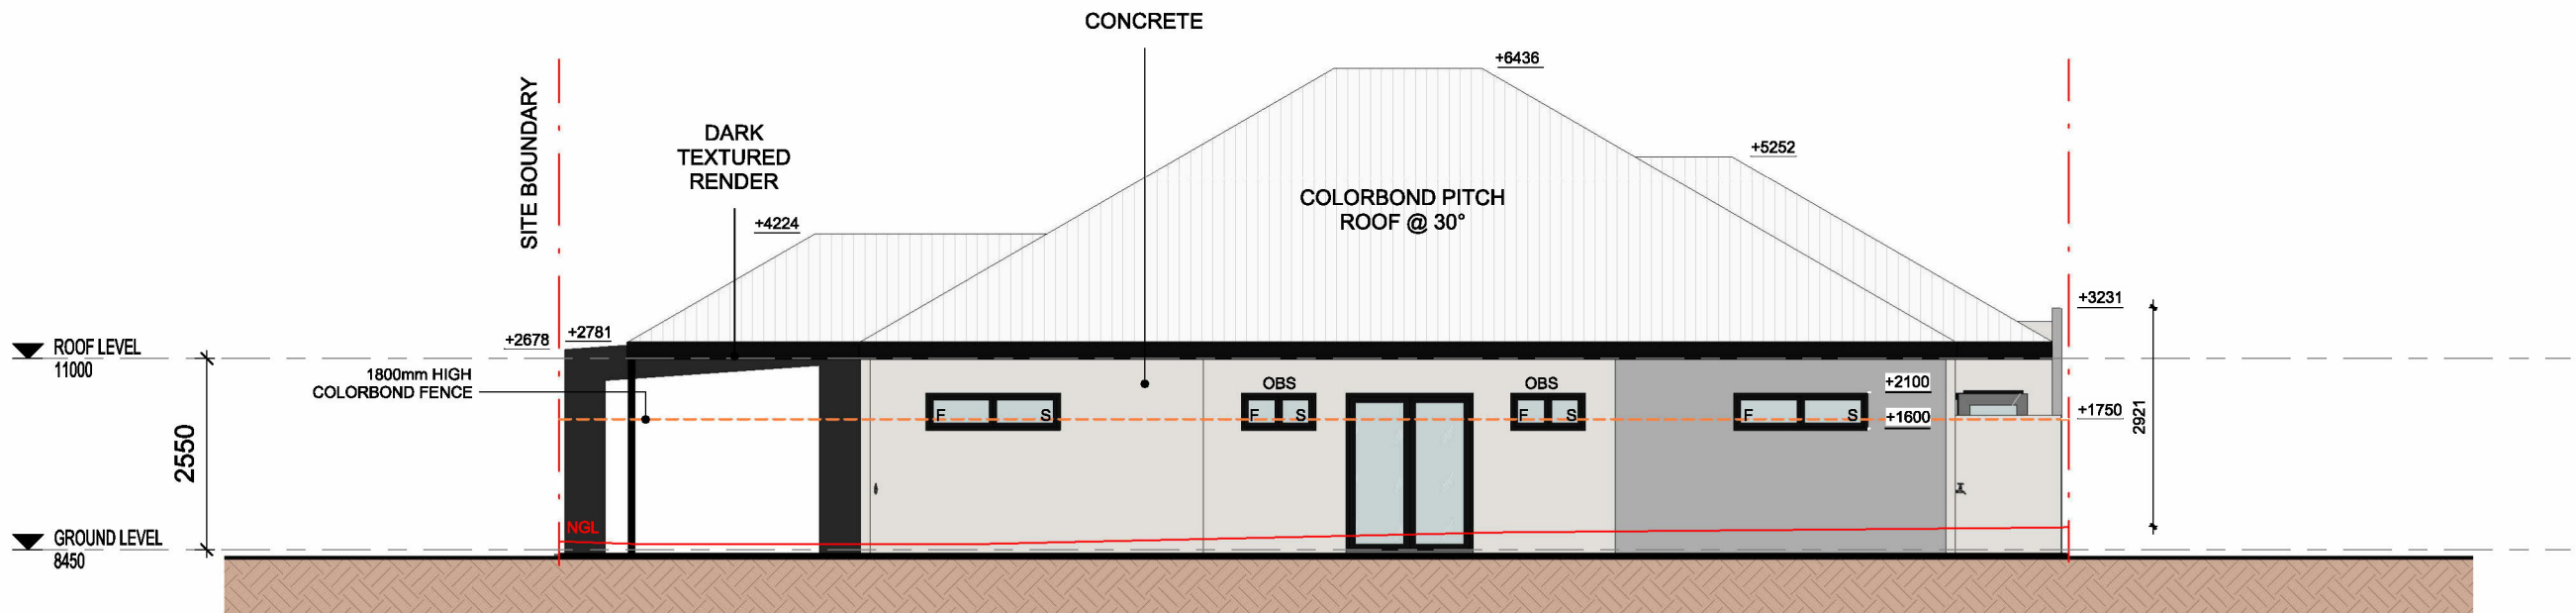 CONCRETE
+6436
SITE BOUNDARY
DARK
TEXTURED
RENDER
+5252
COLORBOND PITCH
ROOF @ 30°
+4224
+3231
+2678
+2781
ROOF LEVEL
11000
1800mm HIGH
COLORBOND FENCE
OBS
OBS
+2100
F
S
F
S
F
S
F
S
+1600
+1750
2921
2550
NGL
GROUND LEVEL
8450